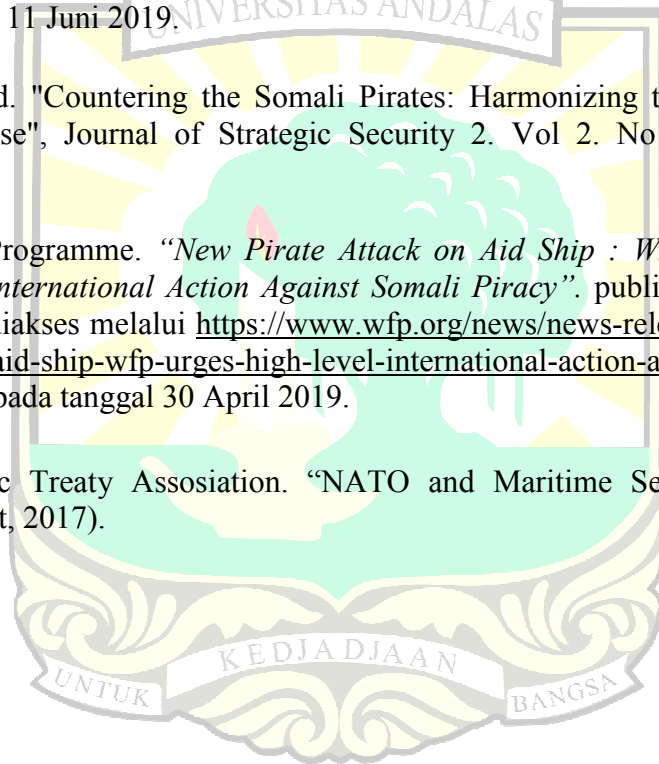 UNIVERSITAS ANDALAS
11 Juni 2019.
d. "Countering the Somali Pirates: Harmonizing t
se", Journal of Strategic Security 2. Vol 2. No
Programme. “New Pirate Attack on Aid Ship : W
nternational Action Against Somali Piracy”. publi
diakses melalui https://www.wfp.org/news/news-rel
aid-ship-wfp-urges-high-level-international-action-a
pada tanggal 30 April 2019.
c Treaty Assosiation. “NATO and Maritime Se
t, 2017).
UNTUK KEDJADJAAN BANGSA